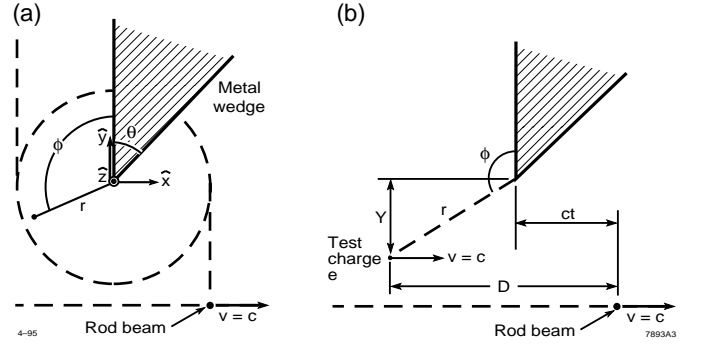 (a)
Metal
wedge
ϕ
ŷ
θ
ẑ
x̂
r
Rod beam
v = c
4–95
(b)
ϕ
r
Y
ct
Test
charge
e
v = c
D
Rod beam
v = c
7893A3